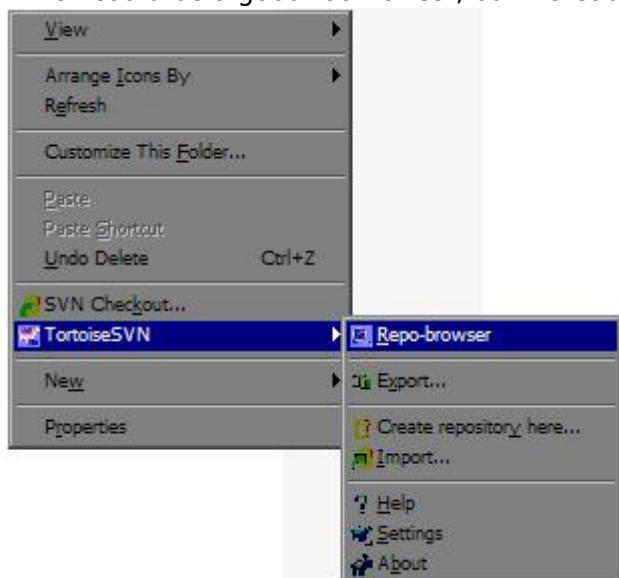 View
Arrange Icons By
Refresh
Customize This Folder...
Paste
Paste Shortcut
Undo Delete Ctrl+Z
SVN Checkout...
TortoiseSVN
New
Properties
Repo-browser
Export...
Create repository here...
Import...
Help
Settings
About